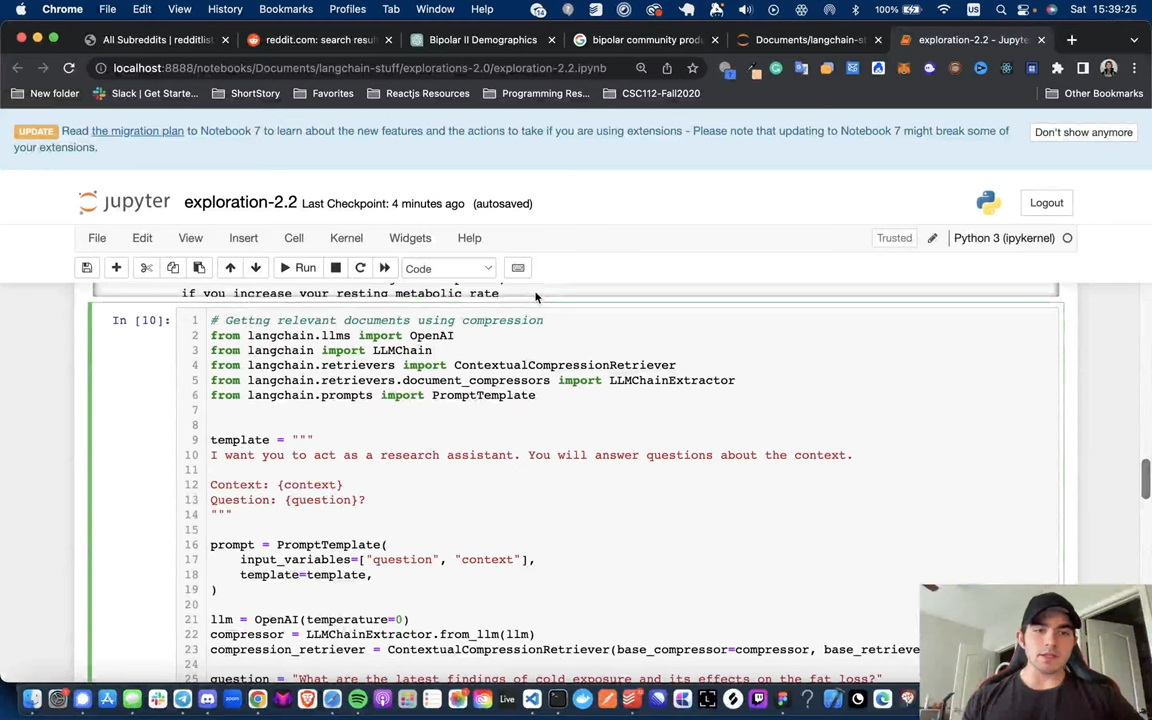 Chrome File Edit View History Bookmarks Profiles Tab Window Help 14 100% US Sat 15:39:25
All Subreddits | redditlist reddit.com: search result Bipolar II Demographics bipolar community prod Documents/langchain-st exploration-2.2 - Jupyte
localhost:8888/notebooks/Documents/langchain-stuff/explorations-2.0/exploration-2.2.ipynb
New folder Slack | Get Starte... ShortStory Favorites Reactjs Resources Programming Res... CSC112-Fall2020 Other Bookmarks
UPDATE Read the migration plan to Notebook 7 to learn about the new features and the actions to take if you are using extensions - Please note that updating to Notebook 7 might break some of
your extensions.
Don't show anymore
jupyter exploration-2.2 Last Checkpoint: 4 minutes ago (autosaved) Logout
File Edit View Insert Cell Kernel Widgets Help Trusted Python 3 (ipykernel)
Run Code
if you increase your resting metabolic rate
In [10]:
1 # Gettng relevant documents using compression
2 from langchain.llms import OpenAI
3 from langchain import LLMChain
4 from langchain.retrievers import ContextualCompressionRetriever
5 from langchain.retrievers.document_compressors import LLMChainExtractor
6 from langchain.prompts import PromptTemplate
7
8
9 template = """
10 I want you to act as a research assistant. You will answer questions about the context.
11
12 Context: {context}
13 Question: {question}?
14 """
15
16 prompt = PromptTemplate(
17 input_variables=["question", "context"],
18 template=template,
19 )
20
21 llm = OpenAI(temperature=0)
22 compressor = LLMChainExtractor.from_llm(llm)
23 compression_retriever = ContextualCompressionRetriever(base_compressor=compressor, base_retrieve
24
25 question = "What are the latest findings of cold exposure and its effects on the fat loss?"
zoom Live